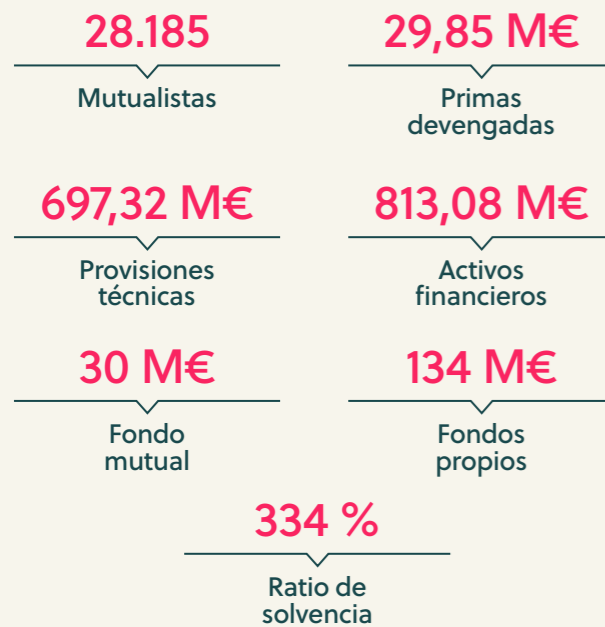 28.185
Mutualistas
29,85 M€
Primas
devengadas
697,32 M€
Provisiones
técnicas
813,08 M€
Activos
financieros
30 M€
Fondo
mutual
134 M€
Fondos
propios
334 %
Ratio de
solvencia